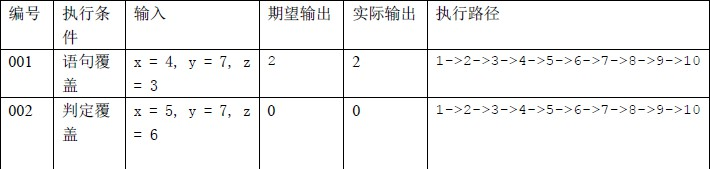 编号 执行条件 输入 期望输出 实际输出 执行路径
001 语句覆盖 x = 4, y = 7, z = 3 2 2 1->2->3->4->5->6->7->8->9->10
002 判定覆盖 x = 5, y = 7, z = 6 0 0 1->2->3->4->5->6->7->8->9->10